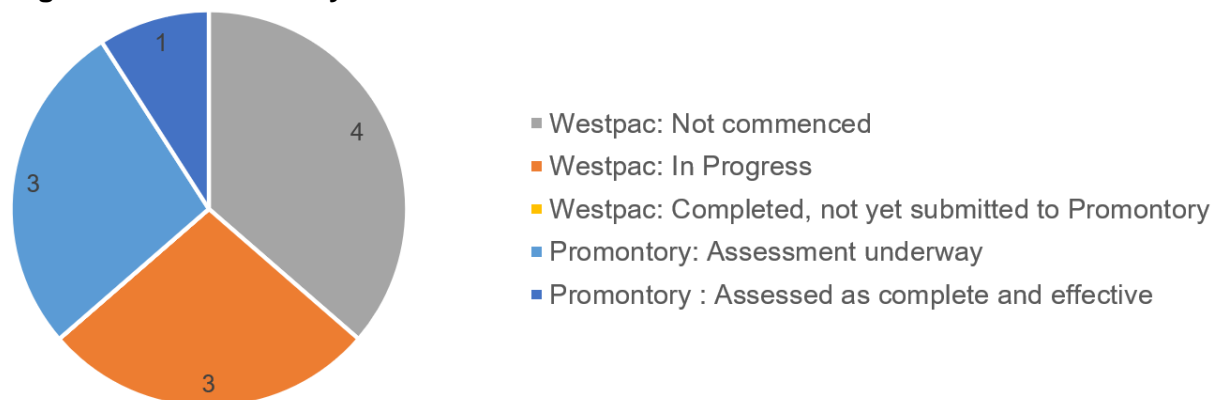 1
4
3
3
Westpac: Not commenced
Westpac: In Progress
Westpac: Completed, not yet submitted to Promontory
Promontory: Assessment underway
Promontory : Assessed as complete and effective